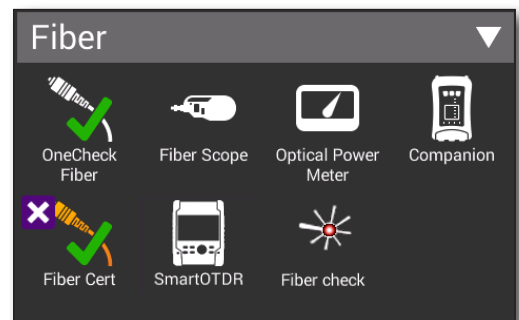 Fiber
OneCheck
Fiber
Fiber Scope
Optical Power
Meter
Companion
Fiber Cert
SmartOTDR
Fiber check